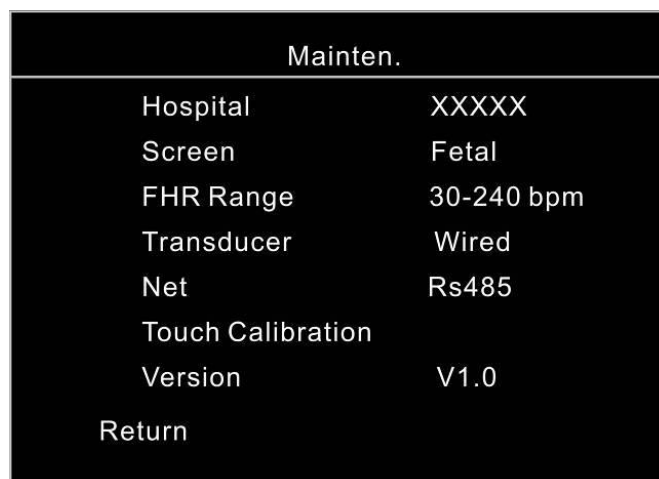 Mainten.
Hospital XXXXX
Screen Fetal
FHR Range 30-240 bpm
Transducer Wired
Net Rs485
Touch Calibration
Version V1.0
Return